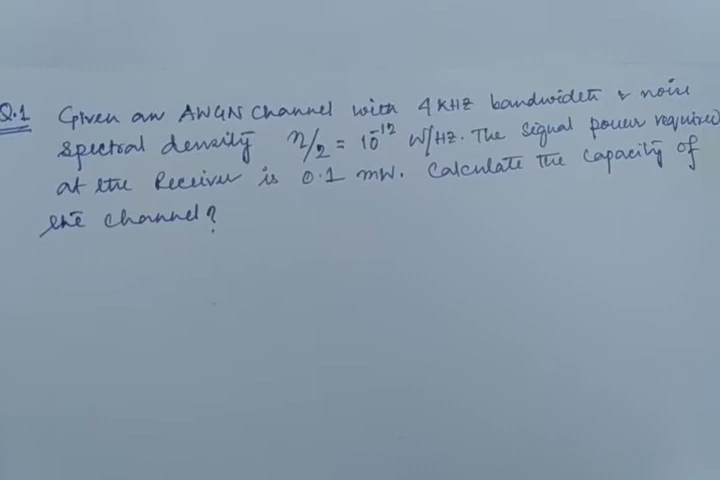 Q.1 Given an AWGN Channel with 4 KHZ bandwidth & noise
spectral density η/2 = 10^-12 W/HZ. The signal power required
at the Receiver is 0.1 mW. Calculate the capacity of
the channel?